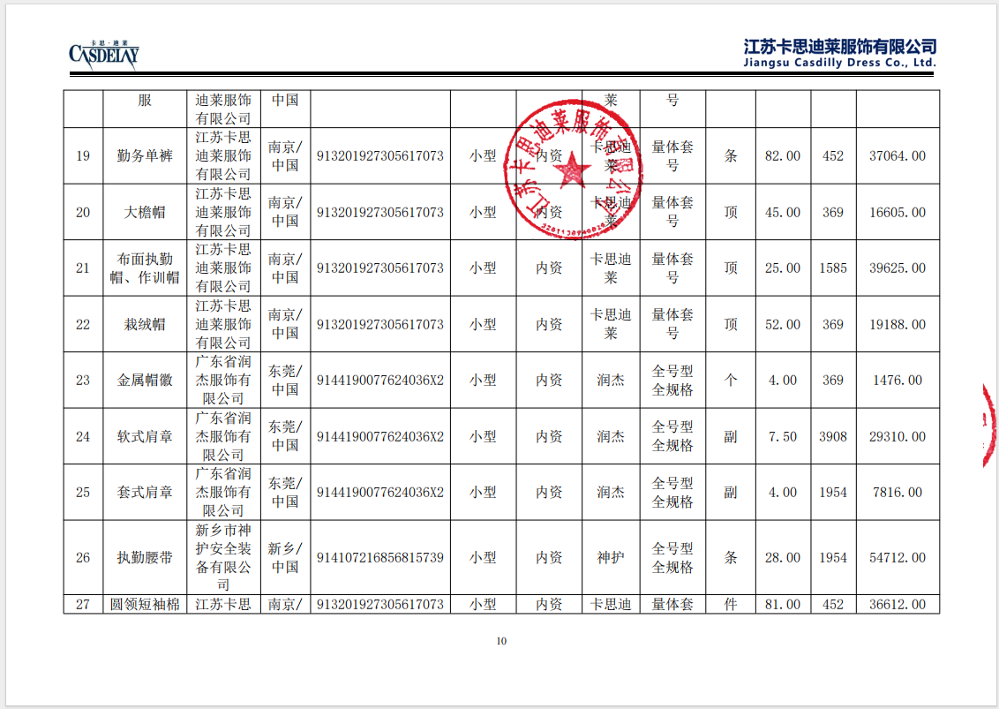 卡思·迪莱
CASDELAY
江苏卡思迪莱服饰有限公司
Jiangsu Casdilly Dress Co., Ltd.
服 迪莱服饰有限公司 中国 莱 号
19 勤务单裤 江苏卡思迪莱服饰有限公司 南京/中国 913201927305617073 小型 内资 卡思迪莱 量体套号 条 82.00 452 37064.00
20 大檐帽 江苏卡思迪莱服饰有限公司 南京/中国 913201927305617073 小型 内资 卡思迪莱 量体套号 顶 45.00 369 16605.00
21 布面执勤帽、作训帽 江苏卡思迪莱服饰有限公司 南京/中国 913201927305617073 小型 内资 卡思迪莱 量体套号 顶 25.00 1585 39625.00
22 栽绒帽 江苏卡思迪莱服饰有限公司 南京/中国 913201927305617073 小型 内资 卡思迪莱 量体套号 顶 52.00 369 19188.00
23 金属帽徽 广东省润杰服饰有限公司 东莞/中国 9144190077624036X2 小型 内资 润杰 全号型全规格 个 4.00 369 1476.00
24 软式肩章 广东省润杰服饰有限公司 东莞/中国 9144190077624036X2 小型 内资 润杰 全号型全规格 副 7.50 3908 29310.00
25 套式肩章 广东省润杰服饰有限公司 东莞/中国 9144190077624036X2 小型 内资 润杰 全号型全规格 副 4.00 1954 7816.00
26 执勤腰带 新乡市神护安全装备有限公司 新乡/中国 914107216856815739 小型 内资 神护 全号型全规格 条 28.00 1954 54712.00
27 圆领短袖棉 江苏卡思 南京/ 913201927305617073 小型 内资 卡思迪 量体套 件 81.00 452 36612.00
江苏卡思迪莱服饰有限公司
10